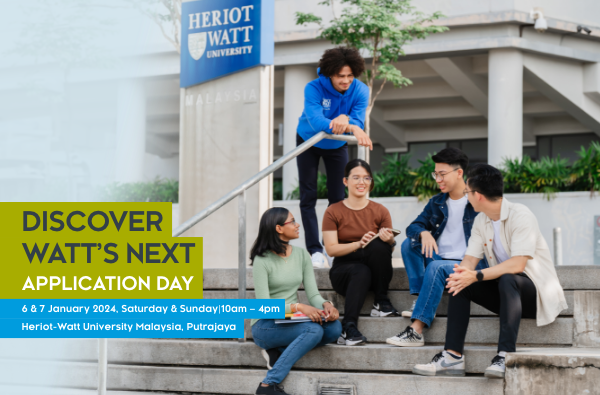 HERIOT
WATT
UNIVERSITY
MALAYSIA
DISCOVER
WATT'S NEXT
APPLICATION DAY
6 & 7 January 2024, Saturday & Sunday|10am – 4pm
Heriot-Watt University Malaysia, Putrajaya